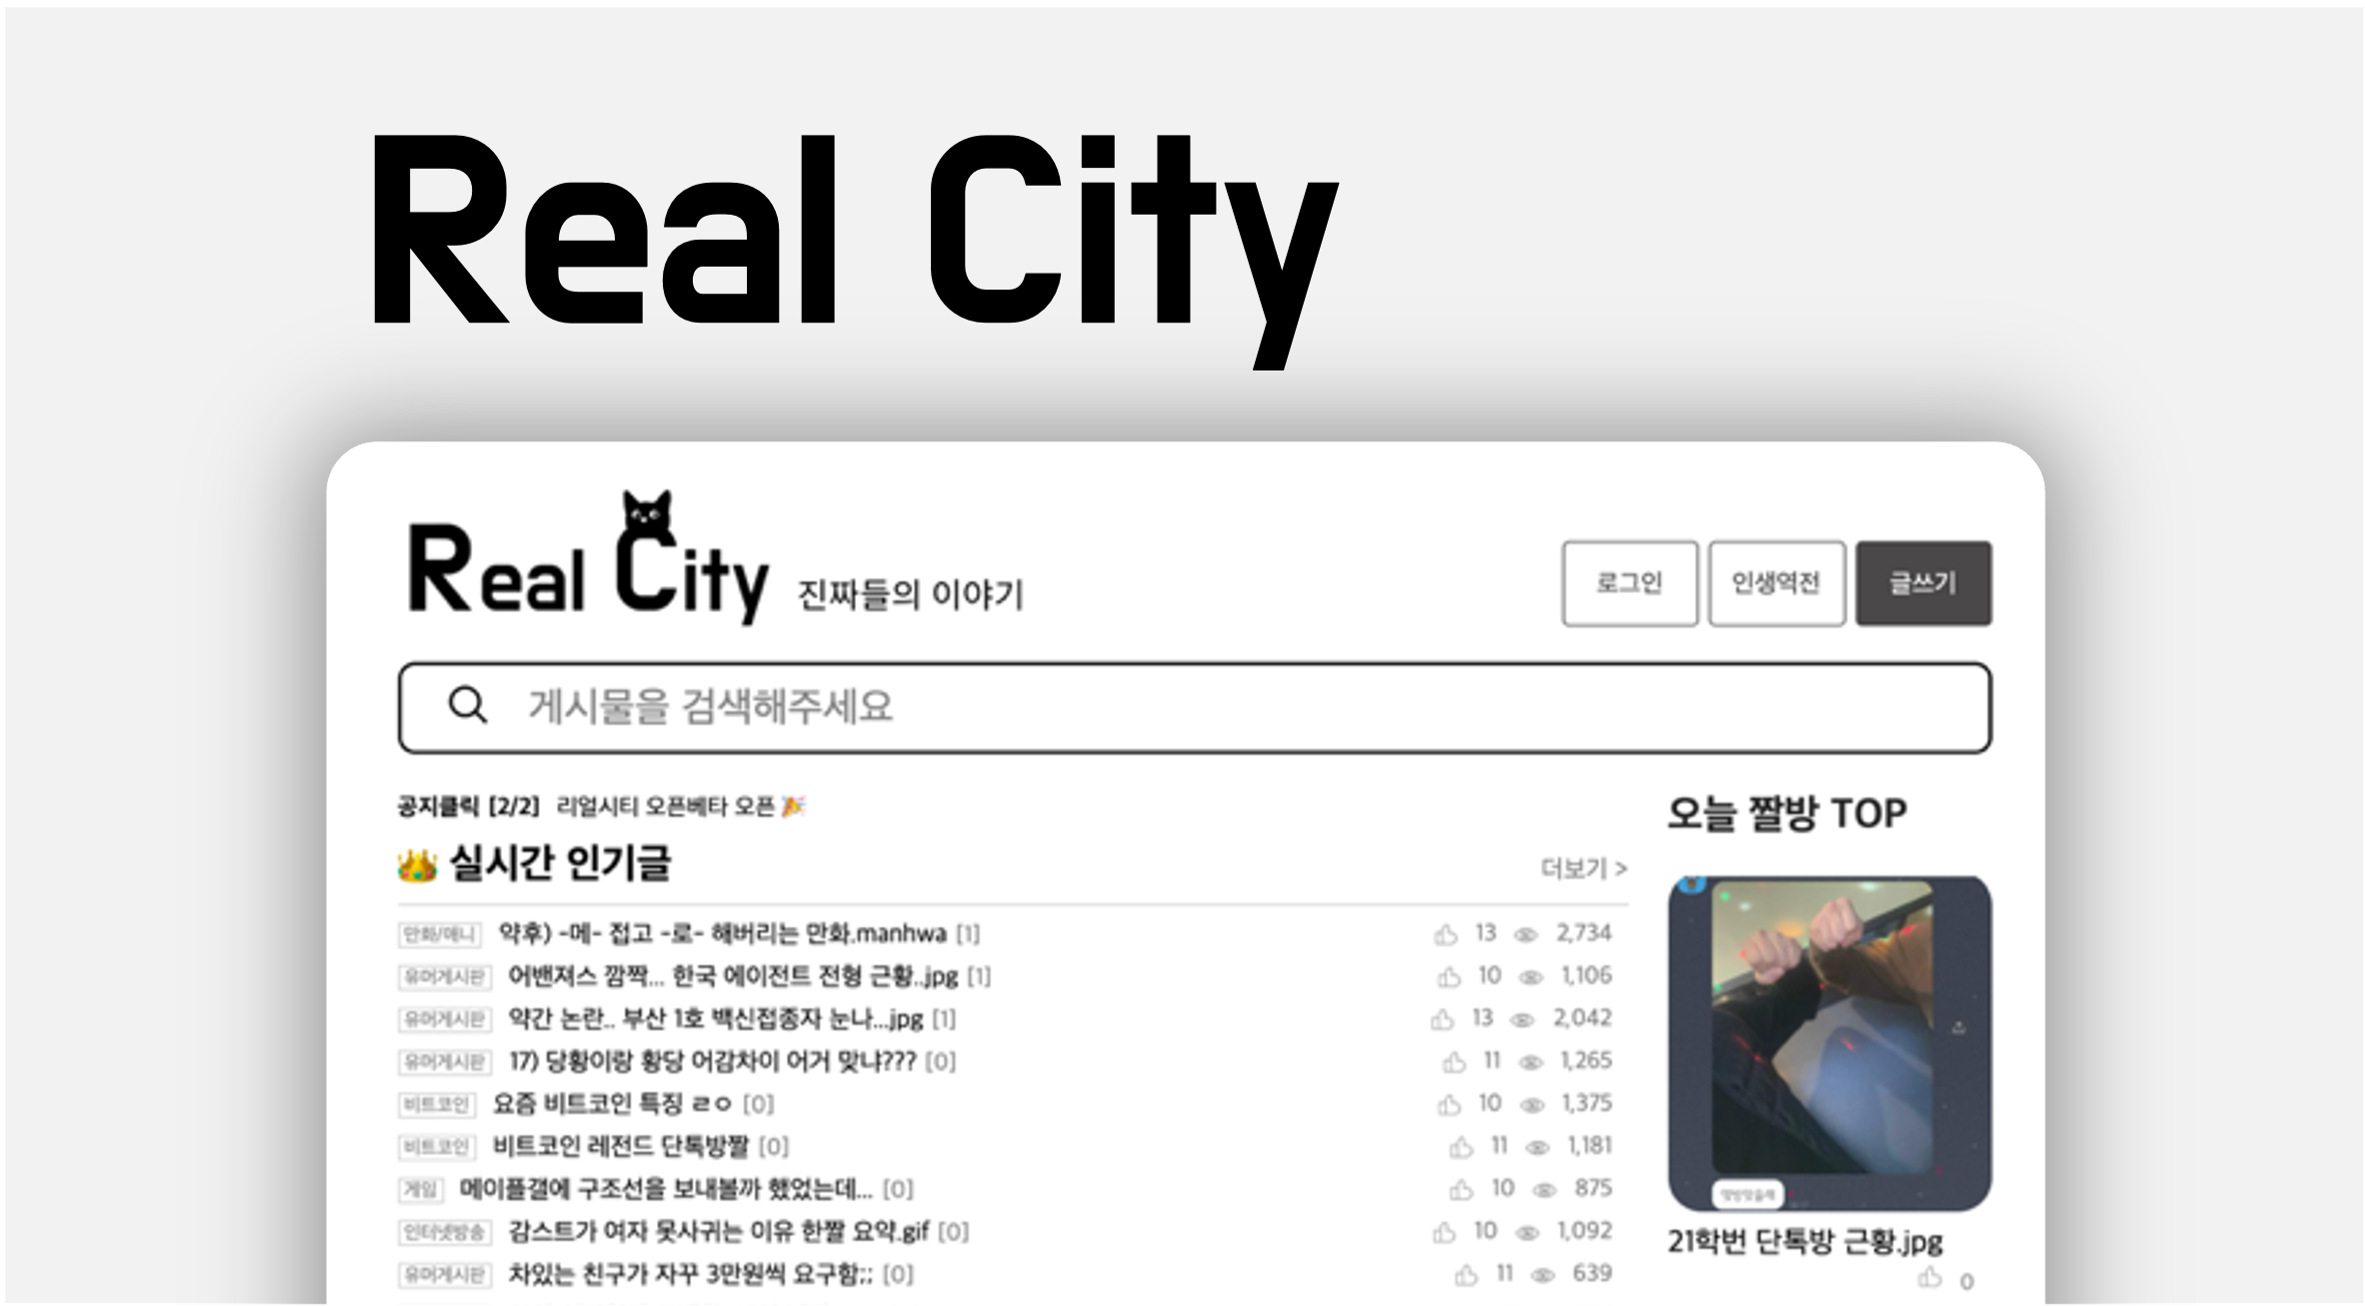 Real City
Real City 진짜들의 이야기
로그인 인생역전 글쓰기
게시물을 검색해주세요
공지클릭 [2/2] 리얼시티 오픈베타 오픈 🎉
👑 실시간 인기글 더보기 >
만화/애니 약후) -메- 접고 -로- 해버리는 만화.manhwa [1] 13 2,734
유머게시판 어밴져스 깜짝... 한국 에이전트 전형 근황..jpg [1] 10 1,106
유머게시판 약간 논란.. 부산 1호 백신접종자 눈나...jpg [1] 13 2,042
유머게시판 17) 당황이랑 황당 어감차이 어거 맞냐??? [0] 11 1,265
비트코인 요즘 비트코인 특징 ㄹㅇ [0] 10 1,375
비트코인 비트코인 레전드 단톡방짤 [0] 11 1,181
게임 메이플갤에 구조선을 보내볼까 했었는데... [0] 10 875
인터넷방송 감스트가 여자 못사귀는 이유 한짤 요약.gif [0] 10 1,092
유머게시판 차있는 친구가 자꾸 3만원씩 요구함;; [0] 11 639
오늘 짤방 TOP
21학번 단톡방 근황.jpg
0